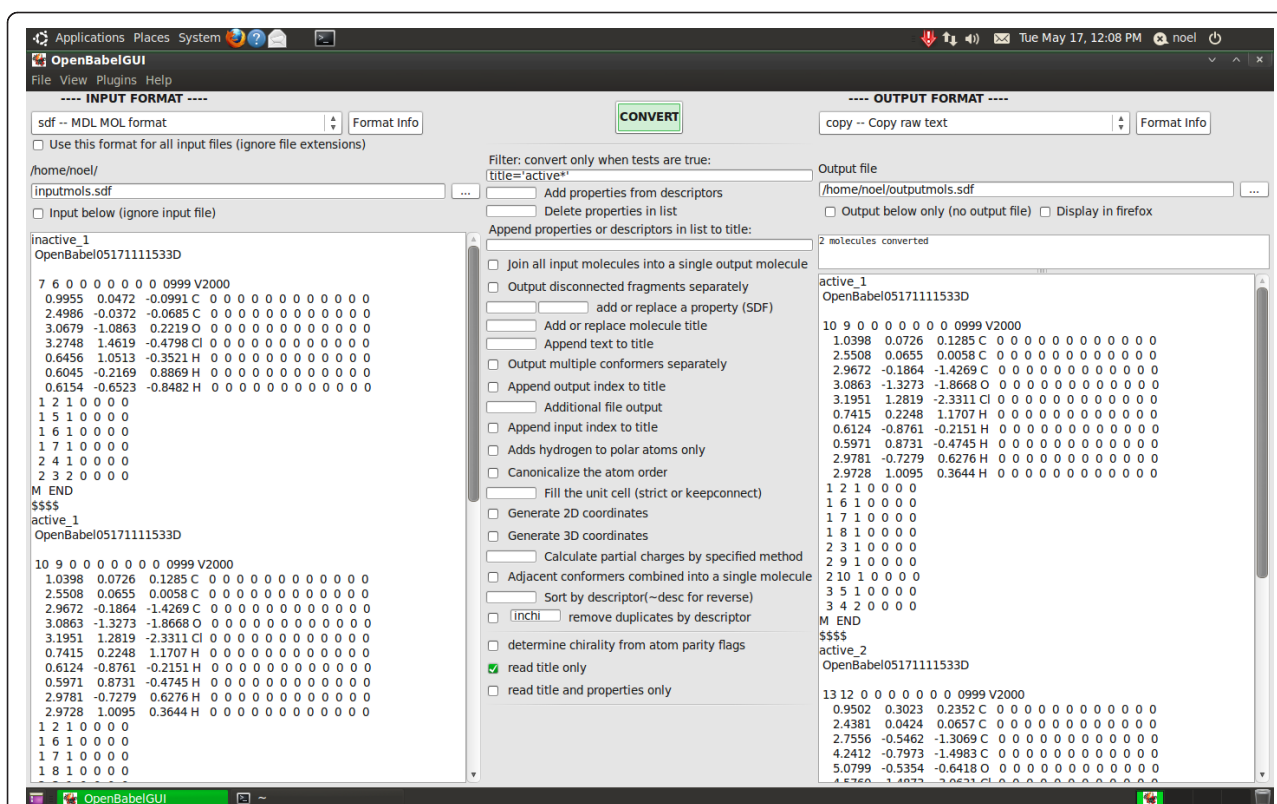 Applications Places System
Tue May 17, 12:08 PM noel
OpenBabelGUI
File View Plugins Help
---- INPUT FORMAT ----
sdf -- MDL MOL format
Format Info
Use this format for all input files (ignore file extensions)
/home/noel/
inputmols.sdf
...
Input below (ignore input file)
inactive_1
OpenBabel05171111533D
7 6 0 0 0 0 0 0 0 0999 V2000
0.9955 0.0472 -0.0991 C 0 0 0 0 0 0 0 0 0 0 0 0
2.4986 -0.0372 -0.0685 C 0 0 0 0 0 0 0 0 0 0 0 0
3.0679 -1.0863 0.2219 O 0 0 0 0 0 0 0 0 0 0 0 0
3.2748 1.4619 -0.4798 Cl 0 0 0 0 0 0 0 0 0 0 0 0
0.6456 1.0513 -0.3521 H 0 0 0 0 0 0 0 0 0 0 0 0
0.6045 -0.2169 0.8869 H 0 0 0 0 0 0 0 0 0 0 0 0
0.6154 -0.6523 -0.8482 H 0 0 0 0 0 0 0 0 0 0 0 0
1 2 1 0 0 0 0
1 5 1 0 0 0 0
1 6 1 0 0 0 0
1 7 1 0 0 0 0
2 4 1 0 0 0 0
2 3 2 0 0 0 0
M END
$$$$
active_1
OpenBabel05171111533D
10 9 0 0 0 0 0 0 0 0999 V2000
1.0398 0.0726 0.1285 C 0 0 0 0 0 0 0 0 0 0 0 0
2.5508 0.0655 0.0058 C 0 0 0 0 0 0 0 0 0 0 0 0
2.9672 -0.1864 -1.4269 C 0 0 0 0 0 0 0 0 0 0 0 0
3.0863 -1.3273 -1.8668 O 0 0 0 0 0 0 0 0 0 0 0 0
3.1951 1.2819 -2.3311 Cl 0 0 0 0 0 0 0 0 0 0 0 0
0.7415 0.2248 1.1707 H 0 0 0 0 0 0 0 0 0 0 0 0
0.6124 -0.8761 -0.2151 H 0 0 0 0 0 0 0 0 0 0 0 0
0.5971 0.8731 -0.4745 H 0 0 0 0 0 0 0 0 0 0 0 0
2.9781 -0.7279 0.6276 H 0 0 0 0 0 0 0 0 0 0 0 0
2.9728 1.0095 0.3644 H 0 0 0 0 0 0 0 0 0 0 0 0
1 2 1 0 0 0 0
1 6 1 0 0 0 0
1 7 1 0 0 0 0
1 8 1 0 0 0 0
CONVERT
Filter: convert only when tests are true:
title='active*'
Add properties from descriptors
Delete properties in list
Append properties or descriptors in list to title:
Join all input molecules into a single output molecule
Output disconnected fragments separately
add or replace a property (SDF)
Add or replace molecule title
Append text to title
Output multiple conformers separately
Append output index to title
Additional file output
Append input index to title
Adds hydrogen to polar atoms only
Canonicalize the atom order
Fill the unit cell (strict or keepconnect)
Generate 2D coordinates
Generate 3D coordinates
Calculate partial charges by specified method
Adjacent conformers combined into a single molecule
Sort by descriptor(~desc for reverse)
inchi remove duplicates by descriptor
determine chirality from atom parity flags
read title only
read title and properties only
---- OUTPUT FORMAT ----
copy -- Copy raw text
Format Info
Output file
/home/noel/outputmols.sdf
...
Output below only (no output file) Display in firefox
2 molecules converted
active_1
OpenBabel05171111533D
10 9 0 0 0 0 0 0 0 0999 V2000
1.0398 0.0726 0.1285 C 0 0 0 0 0 0 0 0 0 0 0 0
2.5508 0.0655 0.0058 C 0 0 0 0 0 0 0 0 0 0 0 0
2.9672 -0.1864 -1.4269 C 0 0 0 0 0 0 0 0 0 0 0 0
3.0863 -1.3273 -1.8668 O 0 0 0 0 0 0 0 0 0 0 0 0
3.1951 1.2819 -2.3311 Cl 0 0 0 0 0 0 0 0 0 0 0 0
0.7415 0.2248 1.1707 H 0 0 0 0 0 0 0 0 0 0 0 0
0.6124 -0.8761 -0.2151 H 0 0 0 0 0 0 0 0 0 0 0 0
0.5971 0.8731 -0.4745 H 0 0 0 0 0 0 0 0 0 0 0 0
2.9781 -0.7279 0.6276 H 0 0 0 0 0 0 0 0 0 0 0 0
2.9728 1.0095 0.3644 H 0 0 0 0 0 0 0 0 0 0 0 0
1 2 1 0 0 0 0
1 6 1 0 0 0 0
1 7 1 0 0 0 0
1 8 1 0 0 0 0
2 3 1 0 0 0 0
2 9 1 0 0 0 0
2 10 1 0 0 0 0
3 5 1 0 0 0 0
3 4 2 0 0 0 0
M END
$$$$
active_2
OpenBabel05171111533D
13 12 0 0 0 0 0 0 0 0999 V2000
0.9502 0.3023 0.2352 C 0 0 0 0 0 0 0 0 0 0 0 0
2.4381 0.0424 0.0657 C 0 0 0 0 0 0 0 0 0 0 0 0
2.7556 -0.5462 -1.3069 C 0 0 0 0 0 0 0 0 0 0 0 0
4.2412 -0.7973 -1.4983 C 0 0 0 0 0 0 0 0 0 0 0 0
5.0799 -0.5354 -0.6418 O 0 0 0 0 0 0 0 0 0 0 0 0
OpenBabelGUI
~